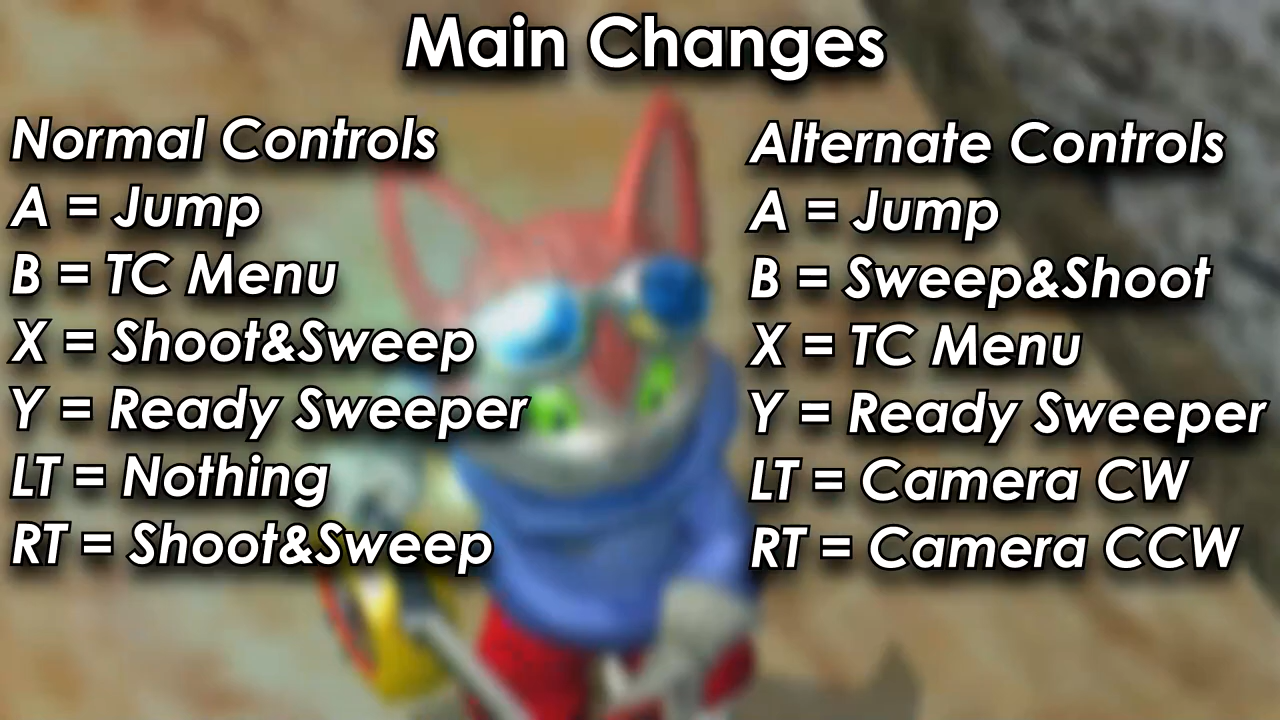 Main Changes
Normal Controls
A = Jump
B = TC Menu
X = Shoot&Sweep
Y = Ready Sweeper
LT = Nothing
RT = Shoot&Sweep
Alternate Controls
A = Jump
B = Sweep&Shoot
X = TC Menu
Y = Ready Sweeper
LT = Camera CW
RT = Camera CCW